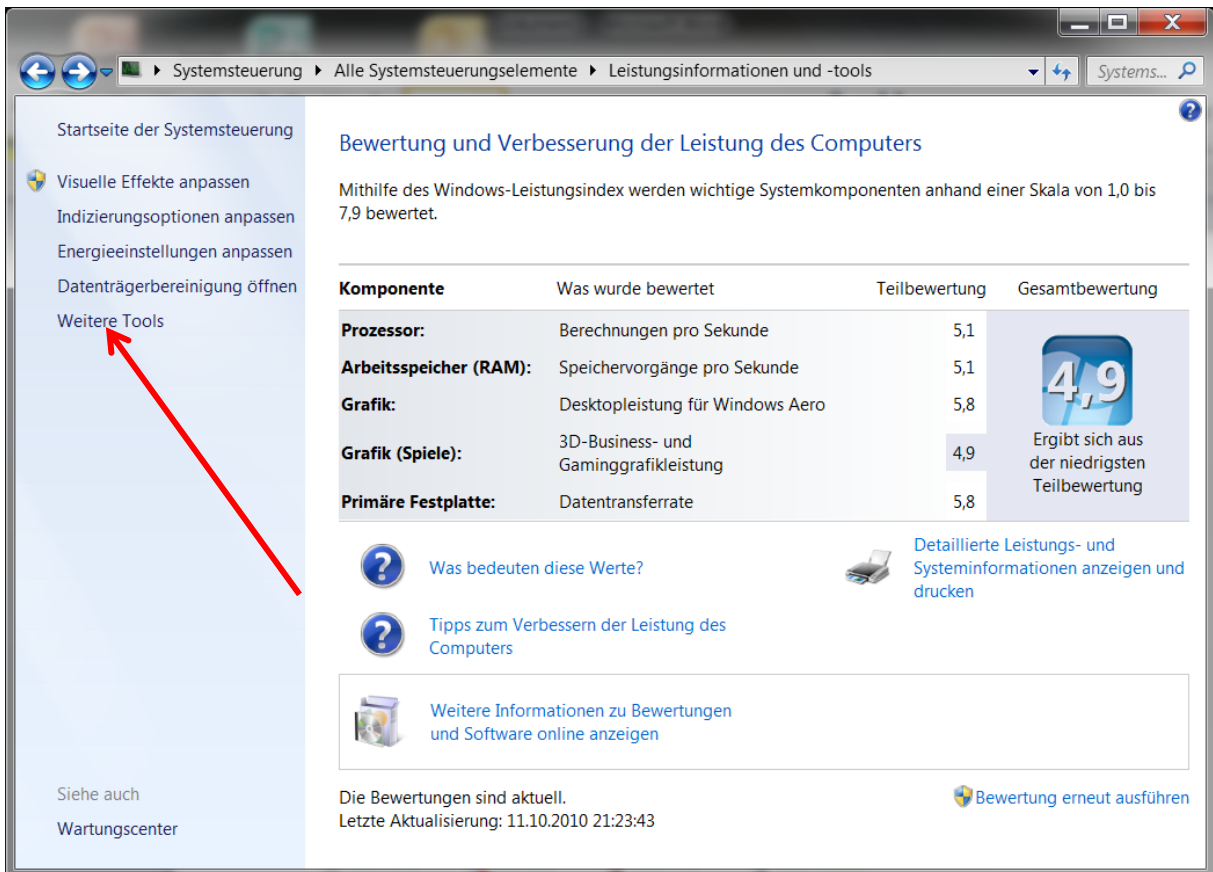 Systemsteuerung ▸ Alle Systemsteuerungselemente ▸ Leistungsinformationen und -tools
Systems...
Startseite der Systemsteuerung
Visuelle Effekte anpassen
Indizierungsoptionen anpassen
Energieeinstellungen anpassen
Datenträgerbereinigung öffnen
Weitere Tools
Siehe auch
Wartungscenter
Bewertung und Verbesserung der Leistung des Computers
Mithilfe des Windows-Leistungsindex werden wichtige Systemkomponenten anhand einer Skala von 1,0 bis
7,9 bewertet.
Komponente Was wurde bewertet Teilbewertung Gesamtbewertung
Prozessor: Berechnungen pro Sekunde 5,1
Arbeitsspeicher (RAM): Speichervorgänge pro Sekunde 5,1
Grafik: Desktopleistung für Windows Aero 5,8
Grafik (Spiele): 3D-Business- und
Gaminggrafikleistung 4,9
Primäre Festplatte: Datentransferrate 5,8
4,9
Ergibt sich aus
der niedrigsten
Teilbewertung
Was bedeuten diese Werte?
Detaillierte Leistungs- und
Systeminformationen anzeigen und
drucken
Tipps zum Verbessern der Leistung des
Computers
Weitere Informationen zu Bewertungen
und Software online anzeigen
Die Bewertungen sind aktuell.
Letzte Aktualisierung: 11.10.2010 21:23:43
Bewertung erneut ausführen